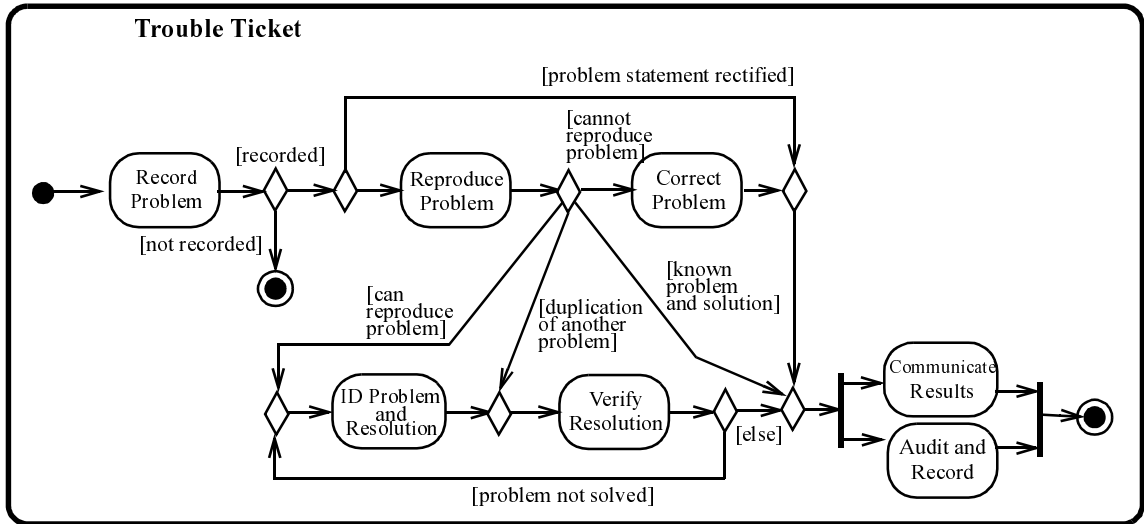 Trouble Ticket
[problem statement rectified]
[cannot
reproduce
problem]
[recorded]
Record
Problem
Reproduce
Problem
Correct
Problem
[not recorded]
[can
reproduce
problem]
[duplication
of another
problem]
[known
problem
and solution]
ID Problem
and
Resolution
Verify
Resolution
[else]
Communicate
Results
Audit and
Record
[problem not solved]